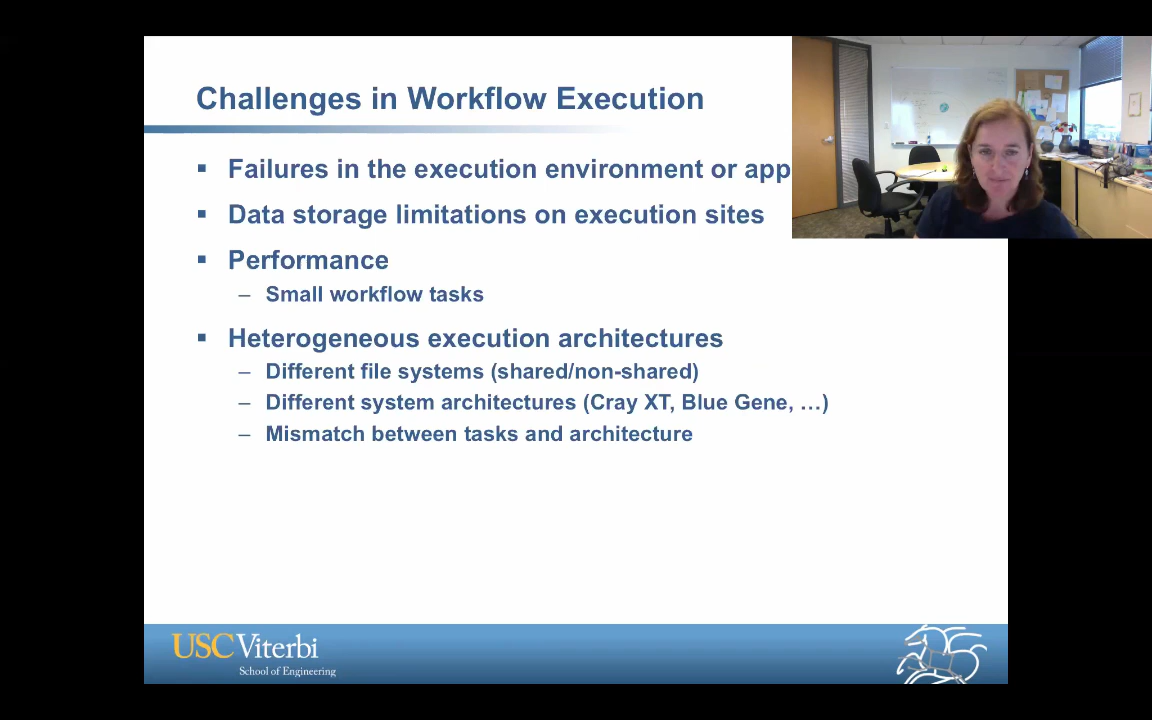 Challenges in Workflow Execution
Failures in the execution environment or app
Data storage limitations on execution sites
Performance
– Small workflow tasks
Heterogeneous execution architectures
– Different file systems (shared/non-shared)
– Different system architectures (Cray XT, Blue Gene, …)
– Mismatch between tasks and architecture
USC Viterbi
School of Engineering